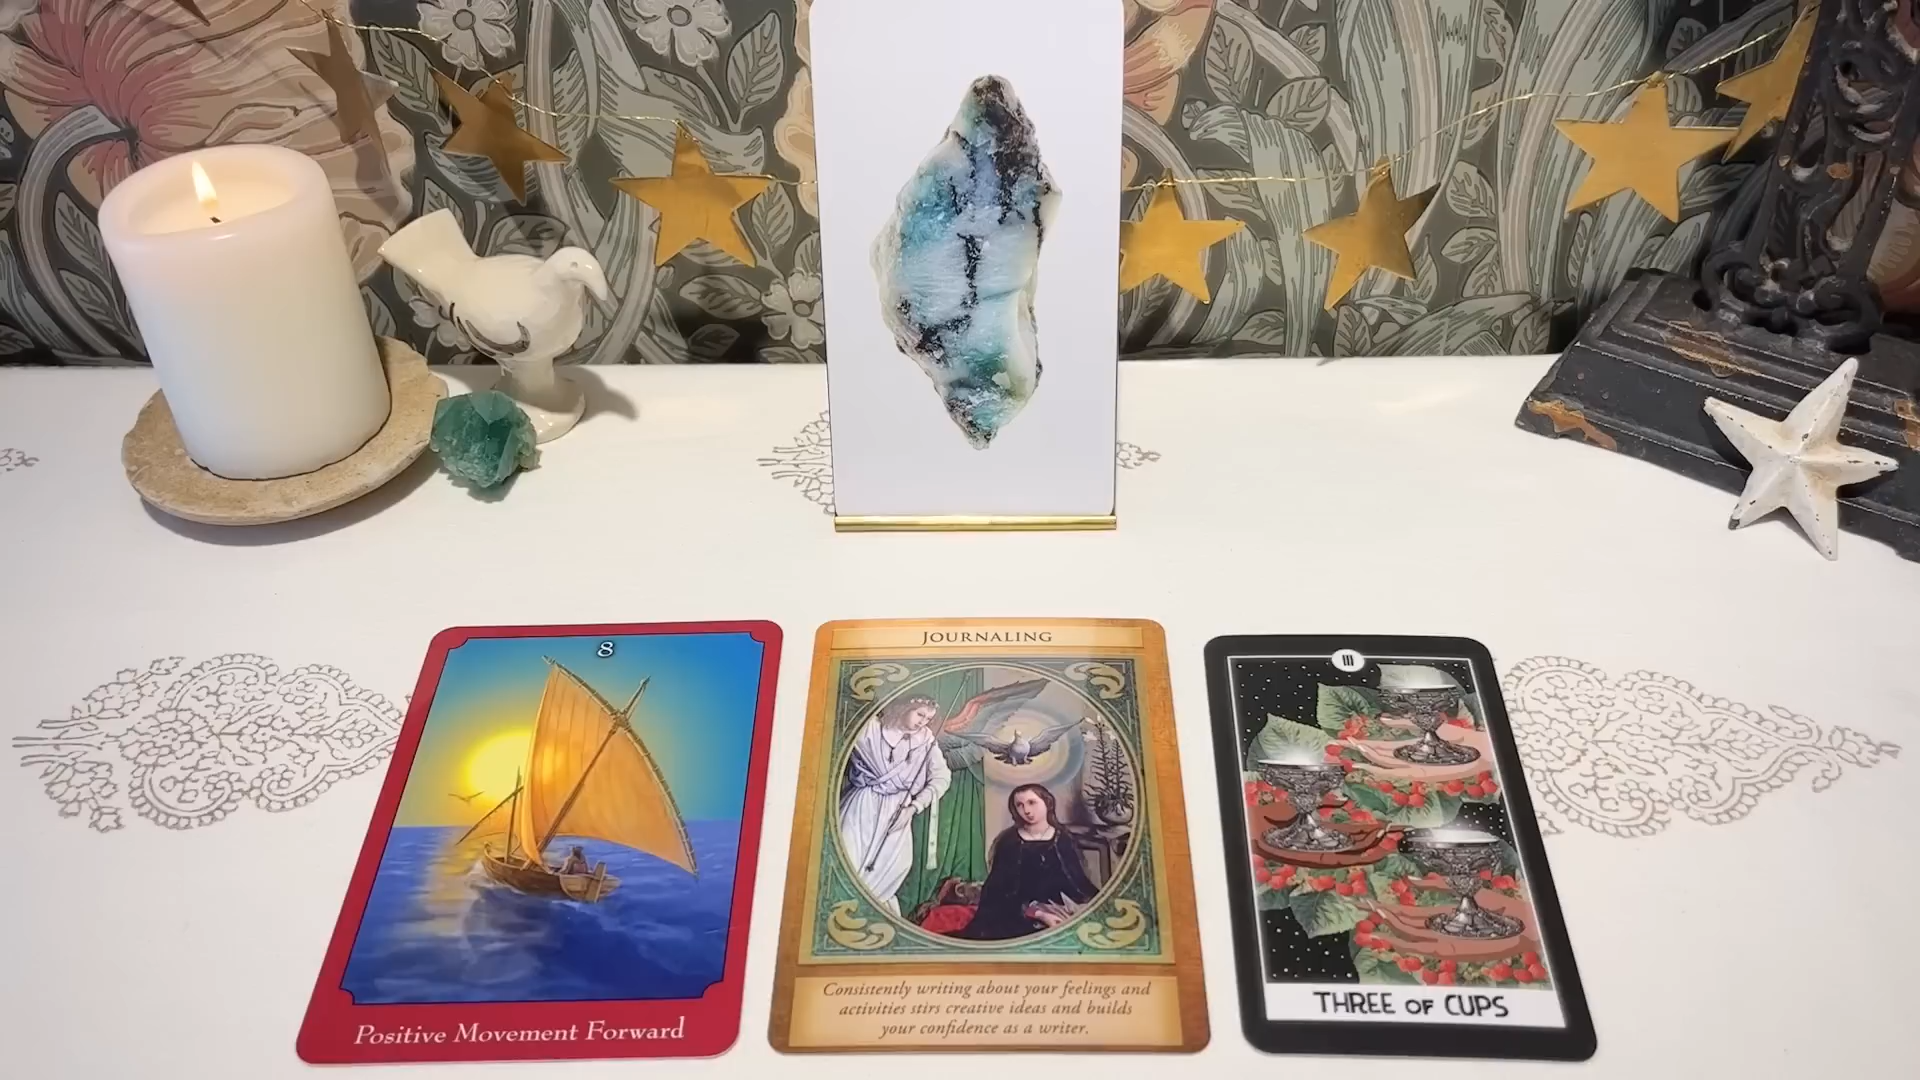 8
Positive Movement Forward
JOURNALING
Consistently writing about your feelings and
activities stirs creative ideas and builds
your confidence as a writer.
III
THREE OF CUPS